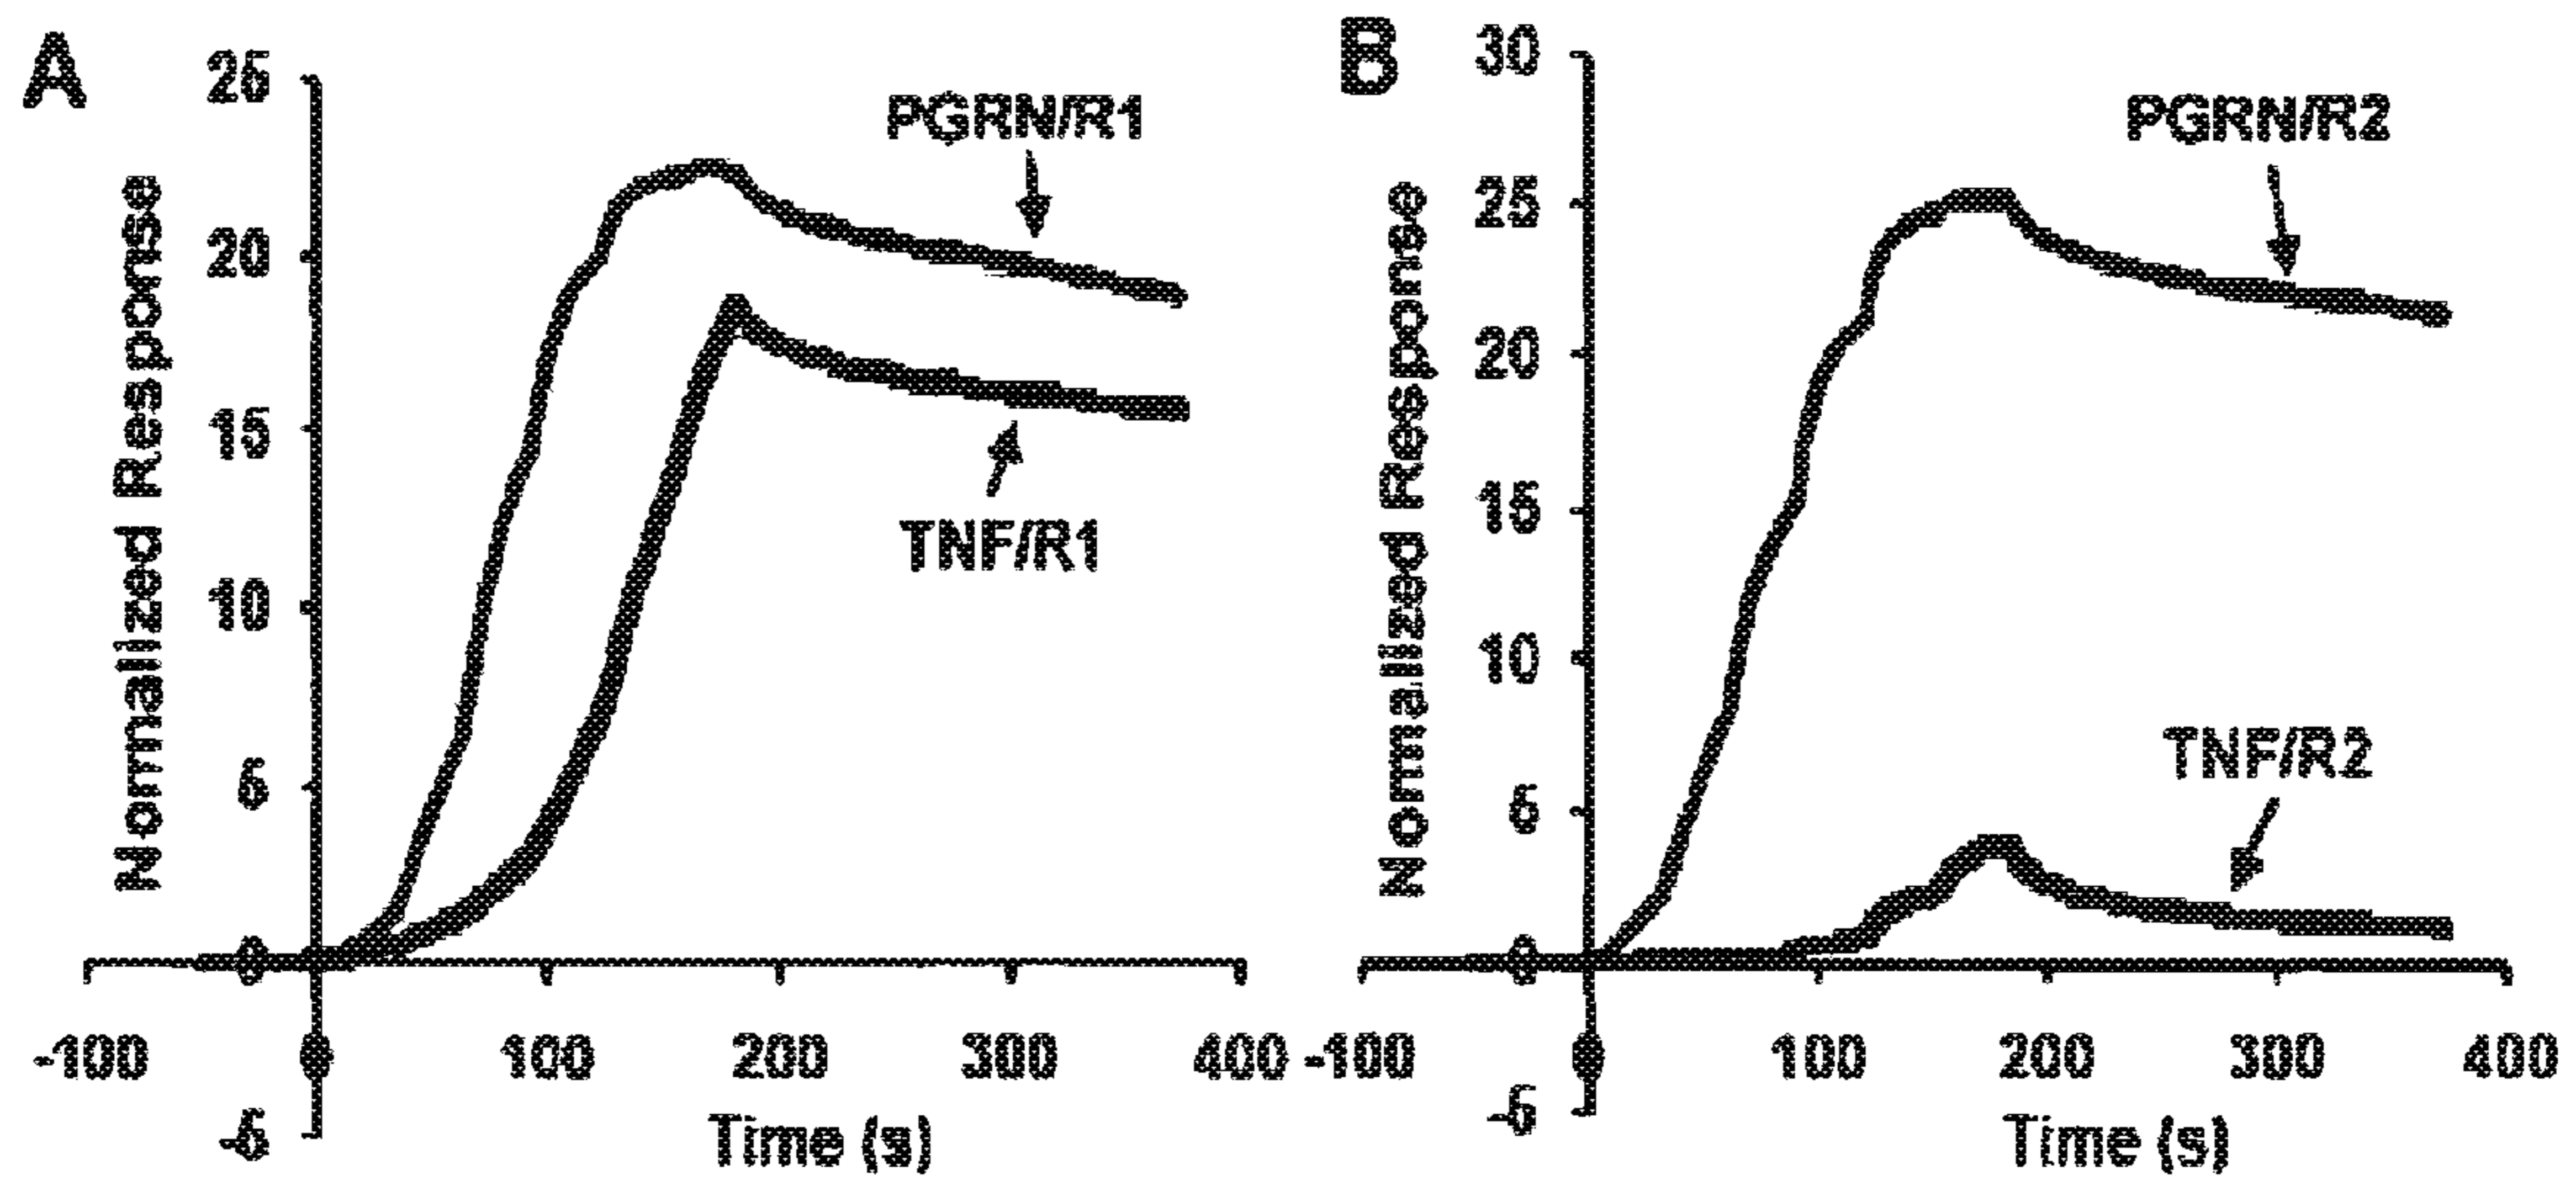 A
25
20
15
10
5
0
-5
-100
0
100
200
300
400
Normalized Response
Time (s)
PGRN/R1
TNF/R1
B
30
25
20
15
10
5
0
-5
-100
0
100
200
300
400
Normalized Response
Time (s)
PGRN/R2
TNF/R2